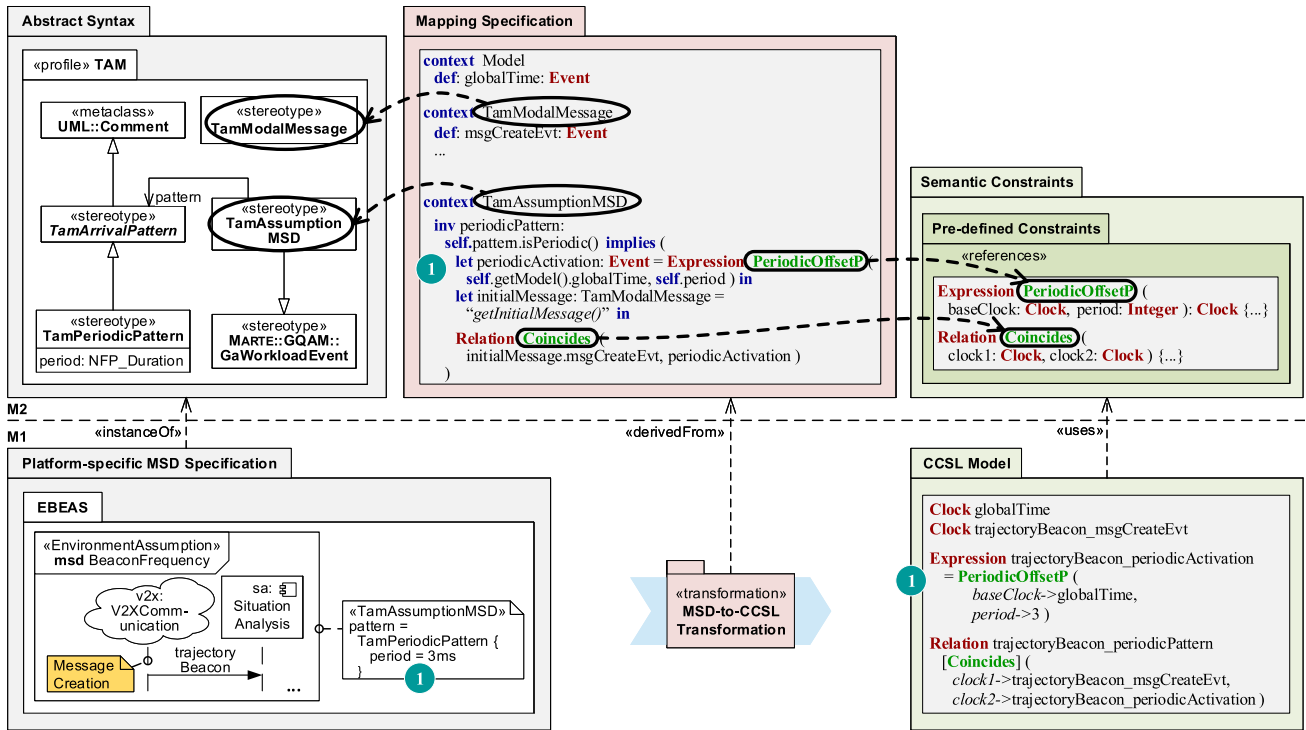 Abstract Syntax
«profile» TAM
«metaclass»
UML::Comment
«stereotype»
TamModalMessage
pattern
«stereotype»
TamArrivalPattern
«stereotype»
TamAssumption
MSD
«stereotype»
TamPeriodicPattern
period: NFP_Duration
«stereotype»
MARTE::GQAM::
GaWorkloadEvent
Mapping Specification
context Model
def: globalTime: Event
context TamModalMessage
def: msgCreateEvt: Event
...
context TamAssumptionMSD
inv periodicPattern:
self.pattern.isPeriodic() implies (
1
let periodicActivation: Event = Expression PeriodicOffsetP (
self.getModel().globalTime, self.period ) in
let initialMessage: TamModalMessage =
“getInitialMessage()” in
Relation Coincides (
initialMessage.msgCreateEvt, periodicActivation )
)
Semantic Constraints
Pre-defined Constraints
«references»
Expression PeriodicOffsetP (
baseClock: Clock, period: Integer ): Clock {...}
Relation Coincides (
clock1: Clock, clock2: Clock ) {...}
M2
M1
«instanceOf»
«derivedFrom»
«uses»
Platform-specific MSD Specification
EBEAS
«EnvironmentAssumption»
msd BeaconFrequency
v2x:
V2XComm-
unication
sa:
Situation
Analysis
trajectory
Beacon
Message
Creation
...
«TamAssumptionMSD»
pattern =
TamPeriodicPattern {
period = 3ms
}
1
«transformation»
MSD-to-CCSL
Transformation
CCSL Model
Clock globalTime
Clock trajectoryBeacon_msgCreateEvt
Expression trajectoryBeacon_periodicActivation
1
= PeriodicOffsetP (
baseClock->globalTime,
period->3 )
Relation trajectoryBeacon_periodicPattern
[Coincides] (
clock1->trajectoryBeacon_msgCreateEvt,
clock2->trajectoryBeacon_periodicActivation )